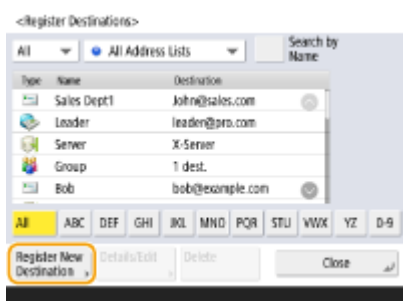 <Register Destinations>
All All Address Lists Search by
Name
Type Name Destination
Sales Dept1 John@sales.com
Leader leader@pro.com
Server X-Server
Group 1 dest.
Bob bob@example.com
All ABC DEF GHI JKL MNO PQR STU VWX YZ 0-9
Register New Details/Edit Delete Close
Destination